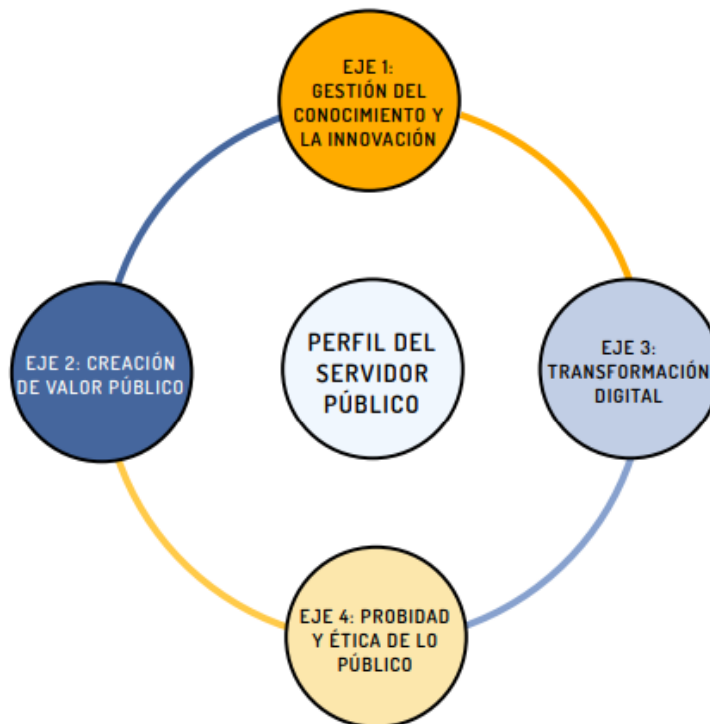 EJE 1:
GESTIÓN DEL
CONOCIMIENTO Y
LA INNOVACIÓN
EJE 2: CREACIÓN
DE VALOR PÚBLICO
PERFIL DEL
SERVIDOR
PÚBLICO
EJE 3:
TRANSFORMACIÓN
DIGITAL
EJE 4: PROBIDAD
Y ÉTICA DE LO
PÚBLICO